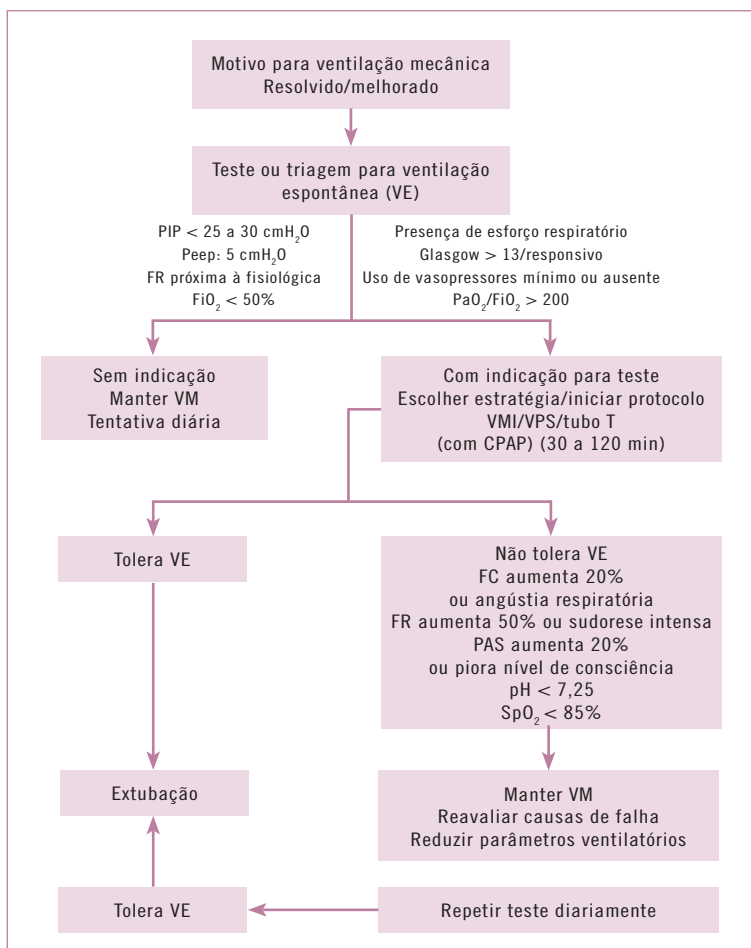 Motivo para ventilação mecânica
Resolvido/melhorado
Teste ou triagem para ventilação
espontânea (VE)
PIP < 25 a 30 cmH₂O
Peep: 5 cmH₂O
FR próxima à fisiológica
FiO₂ < 50%
Presença de esforço respiratório
Glasgow > 13/responsivo
Uso de vasopressores mínimo ou ausente
PaO₂/FiO₂ > 200
Sem indicação
Manter VM
Tentativa diária
Com indicação para teste
Escolher estratégia/iniciar protocolo
VMI/VPS/tubo T
(com CPAP) (30 a 120 min)
Tolera VE
Não tolera VE
FC aumenta 20%
ou angústia respiratória
FR aumenta 50% ou sudorese intensa
PAS aumenta 20%
ou piora nível de consciência
pH < 7,25
SpO₂ < 85%
Extubação
Manter VM
Reavaliar causas de falha
Reduzir parâmetros ventilatórios
Tolera VE
Repetir teste diariamente